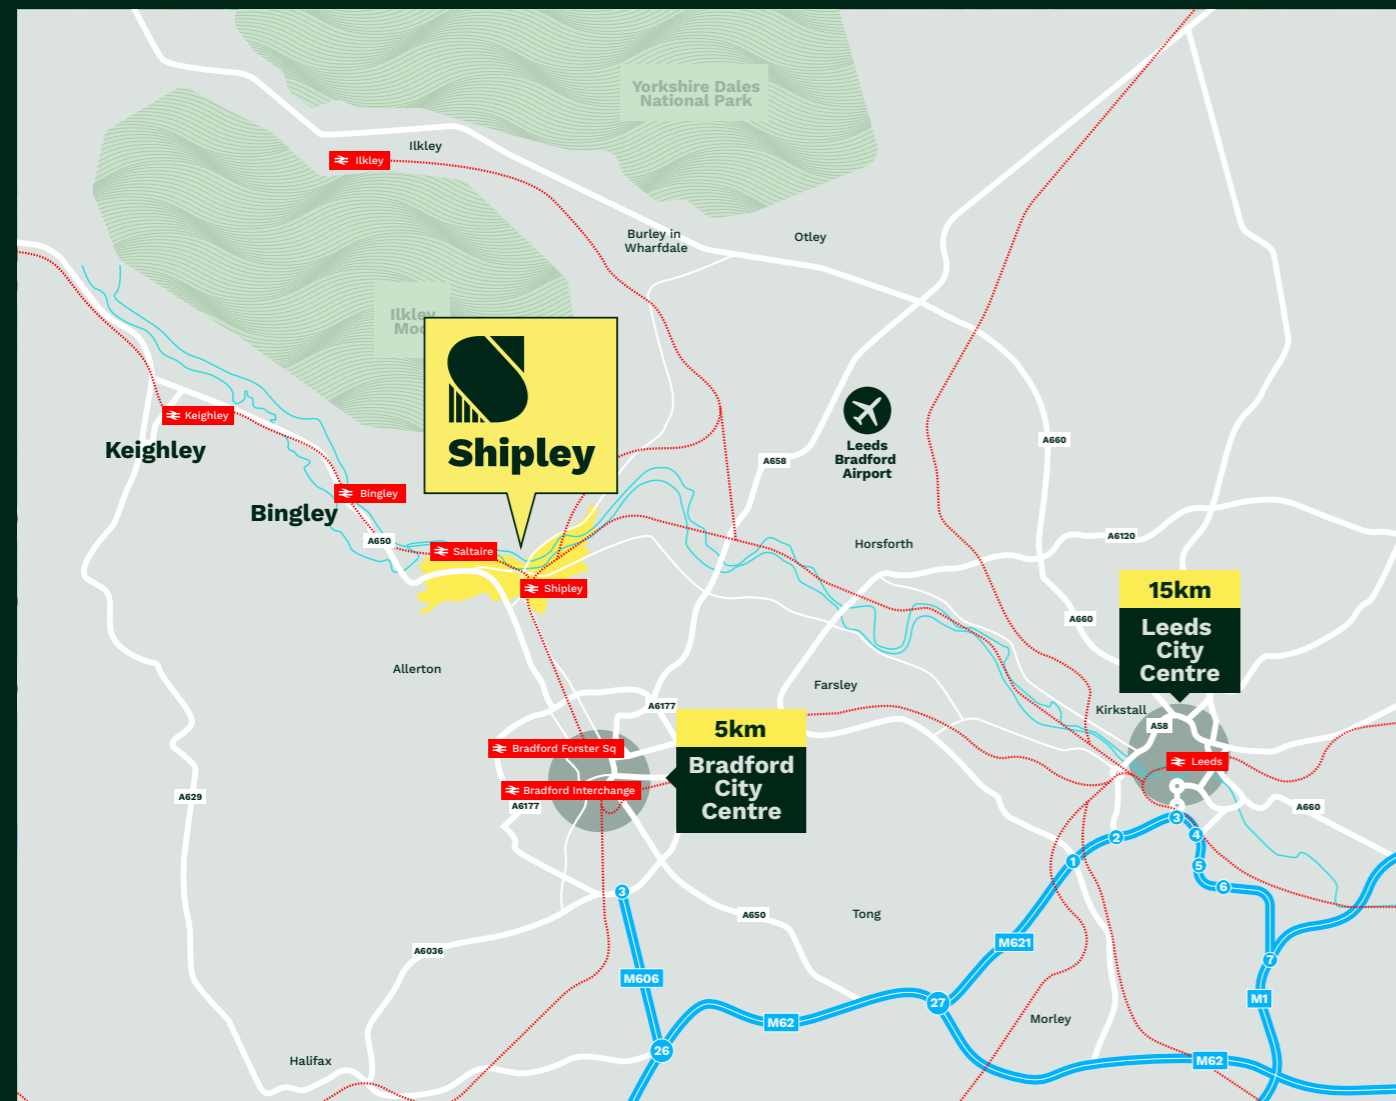 Yorkshire Dales
National Park
Ilkley
Ilkley
Burley in
Wharfdale
Otley
Ilkley
Shipley
Keighley
Keighley
Leeds
Bradford
Airport
A660
A658
Bingley
Bingley
A650
Saltaire
Shipley
Horsforth
A6120
15km
Leeds
City
Centre
A660
Allerton
Farsley
Kirkstall
A58
A6177
5km
Bradford
City
Centre
Bradford Forster Sq
Bradford Interchange
A6177
Leeds
A629
A660
3
4
2
1
5
6
3
A650
Tong
A6036
M621
7
M606
M1
27
M62
26
Morley
Halifax
M62